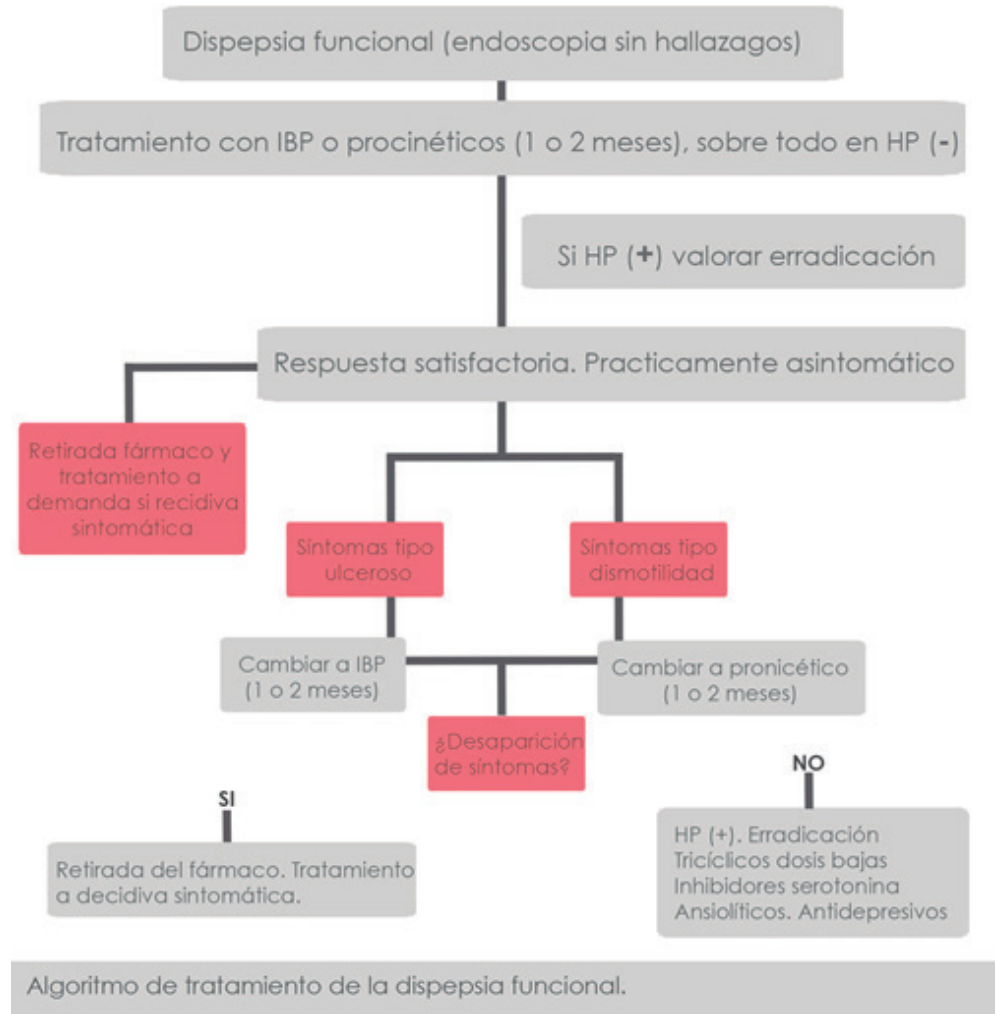 Dispepsia funcional (endoscopia sin hallazagos)
Tratamiento con IBP o procinéticos (1 o 2 meses), sobre todo en HP (-)
Si HP (+) valorar erradicación
Respuesta satisfactoria. Practicamente asintomático
Retirada fármaco y
tratamiento a
demanda si recidiva
sintomática
Síntomas tipo
ulceroso
Síntomas tipo
dismotilidad
Cambiar a IBP
(1 o 2 meses)
Cambiar a pronicético
(1 o 2 meses)
¿Desaparición
de síntomas?
SI
NO
Retirada del fármaco. Tratamiento
a decidiva sintomática.
HP (+). Erradicación
Tricíclicos dosis bajas
Inhibidores serotonina
Ansiolíticos. Antidepresivos
Algoritmo de tratamiento de la dispepsia funcional.